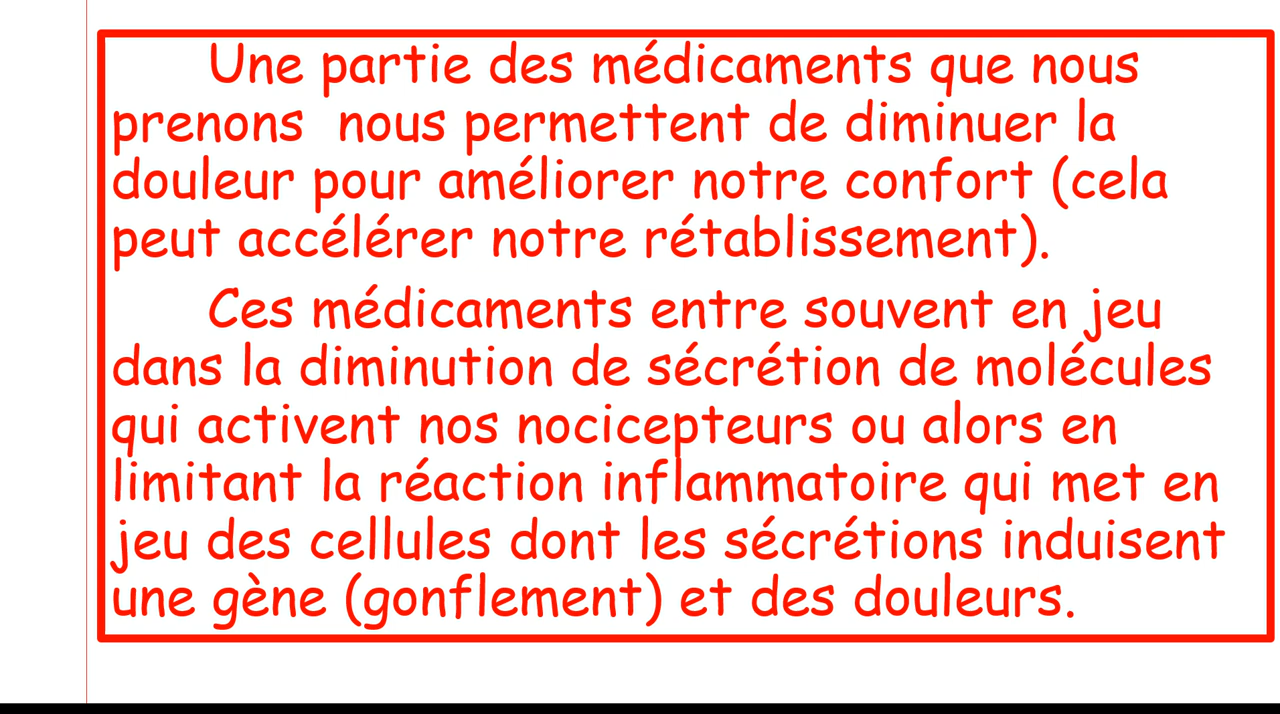 Une partie des médicaments que nous
prenons  nous permettent de diminuer la
douleur pour améliorer notre confort (cela
peut accélérer notre rétablissement).
Ces médicaments entre souvent en jeu
dans la diminution de sécrétion de molécules
qui activent nos nocicepteurs ou alors en
limitant la réaction inflammatoire qui met en
jeu des cellules dont les sécrétions induisent
une gène (gonflement) et des douleurs.